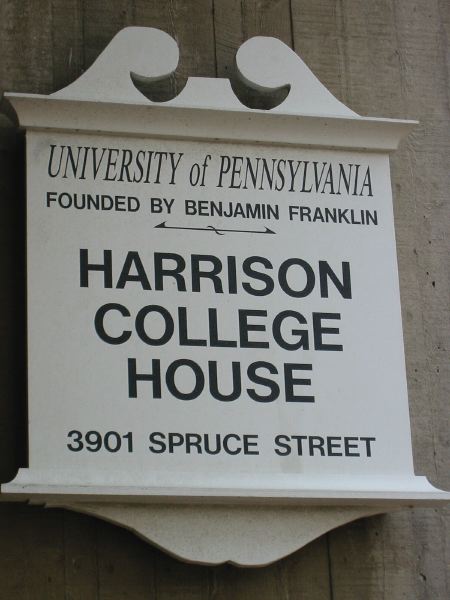 UNIVERSITY of PENNSYLVANIA
FOUNDED BY BENJAMIN FRANKLIN
HARRISON
COLLEGE
HOUSE
3901 SPRUCE STREET